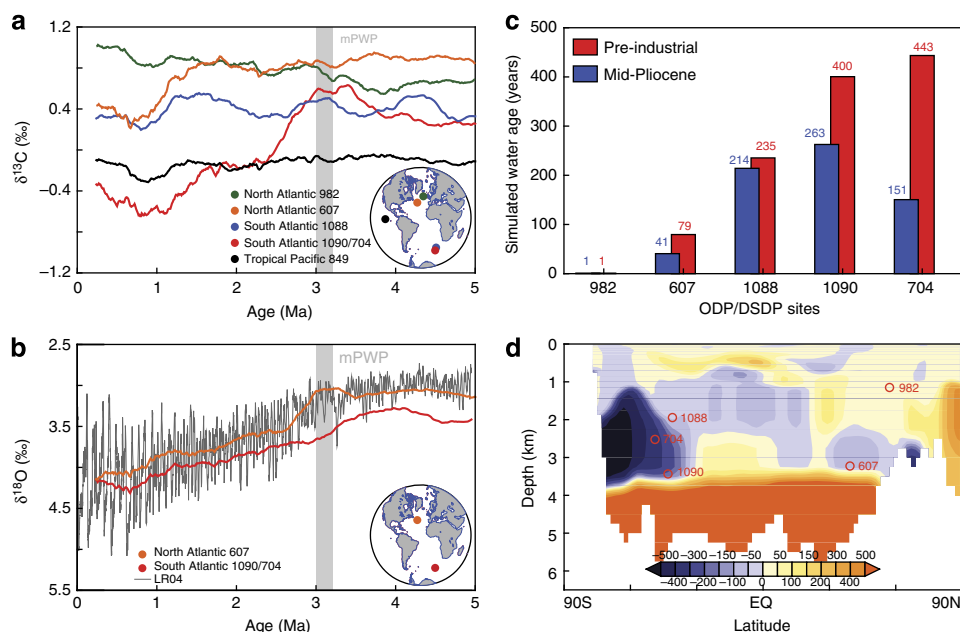 a
1.2
0.4
−0.4
−1.2
δ13C (‰)
mPWP
North Atlantic 982
North Atlantic 607
South Atlantic 1088
South Atlantic 1090/704
Tropical Pacific 849
0 1 2 3 4 5
Age (Ma)
b
2.5
3.5
4.5
5.5
δ18O (‰)
mPWP
North Atlantic 607
South Atlantic 1090/704
LR04
0 1 2 3 4 5
Age (Ma)
c
500
400
300
200
100
0
Simulated water age (years)
Pre-industrial
Mid-Pliocene
1 1 41 79 214 235 263 400 151 443
982 607 1088 1090 704
ODP/DSDP sites
d
0
1
2
3
4
5
6
Depth (km)
982
1088
704
1090
607
−500 −300 −150 −50 50 150 300 500
−400 −200 −100 0 100 200 400
90S EQ 90N
Latitude